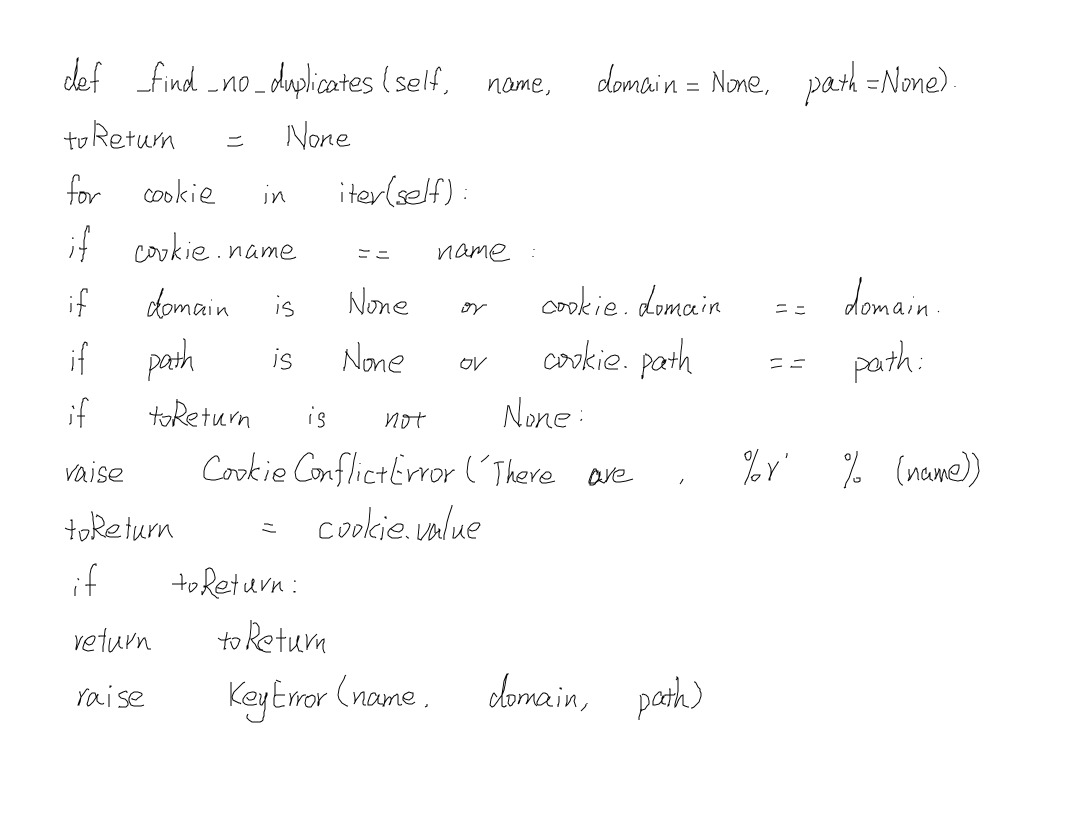 def _find_no_duplicates(self, name, domain = None, path =None).
toReturn = None
for cookie in iter(self):
if cookie.name == name :
if domain is None or cookie.domain == domain.
if path is None or cookie.path == path:
if toReturn is not None:
raise CookieConflictError('There are , %r' % (name))
toReturn = cookie.value
if toReturn:
return toReturn
raise KeyError(name, domain, path)